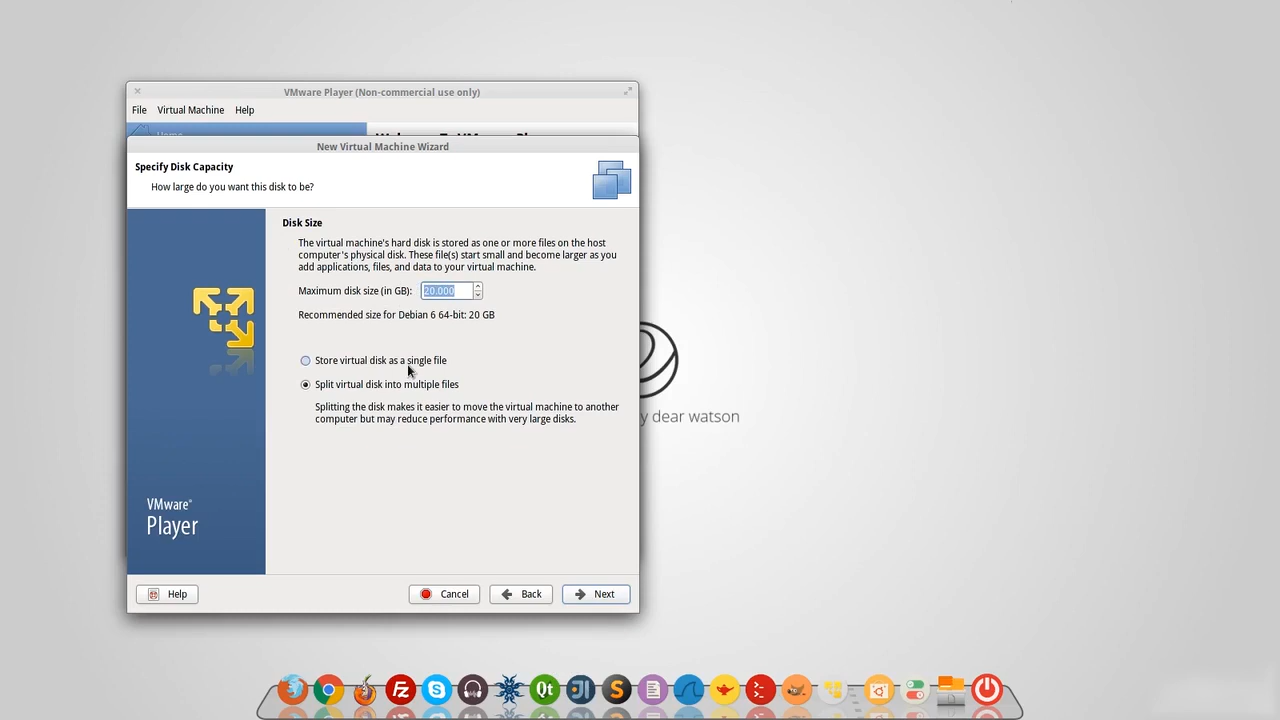 VMware Player (Non-commercial use only)
File Virtual Machine Help
Home
New Virtual Machine Wizard
Specify Disk Capacity
How large do you want this disk to be?
Disk Size
The virtual machine's hard disk is stored as one or more files on the host
computer's physical disk. These file(s) start small and become larger as you
add applications, files, and data to your virtual machine.
Maximum disk size (in GB): 20.000
Recommended size for Debian 6 64-bit: 20 GB
Store virtual disk as a single file
Split virtual disk into multiple files
Splitting the disk makes it easier to move the virtual machine to another
computer but may reduce performance with very large disks.
y dear watson
VMware®
Player
Help Cancel Back Next
Fz S Qt DI S